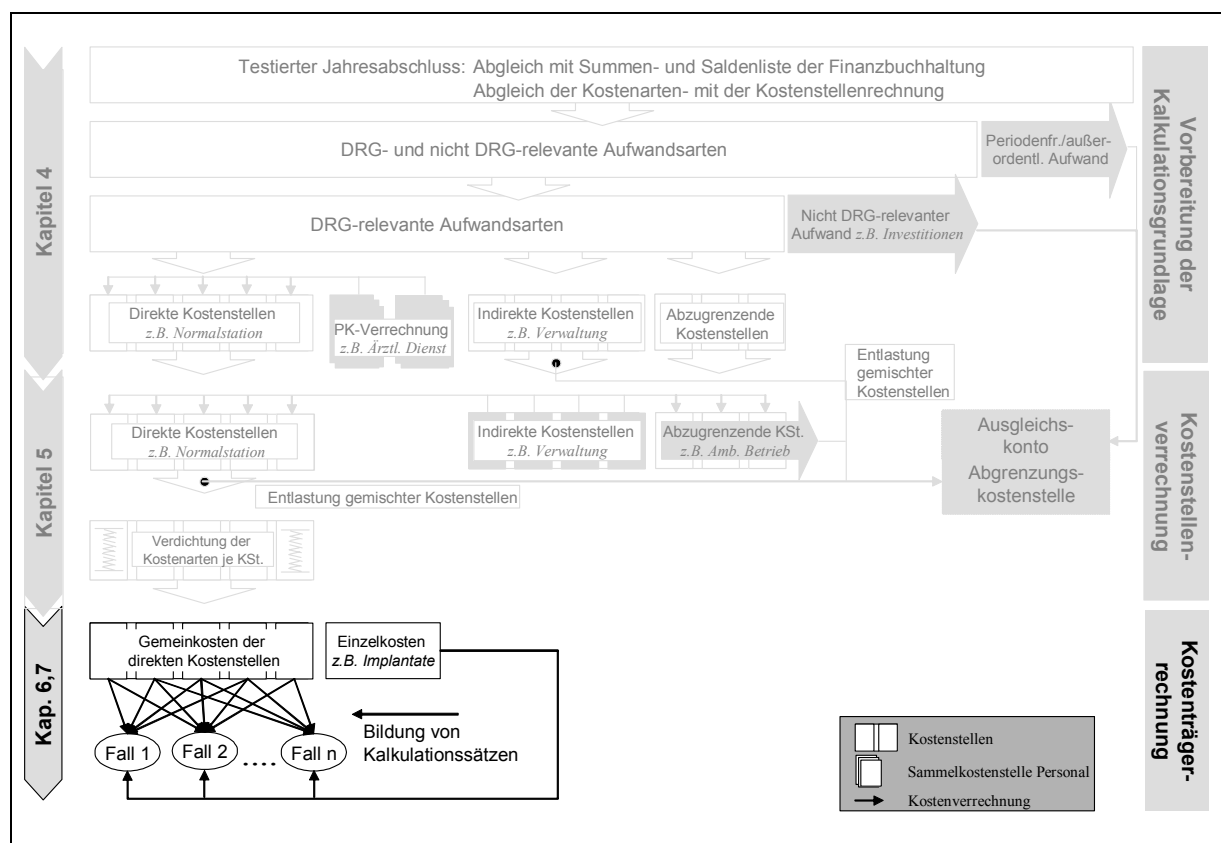 Testierter Jahresabschluss: Abgleich mit Summen- und Saldenliste der Finanzbuchhaltung
Abgleich der Kostenarten- mit der Kostenstellenrechnung
DRG- und nicht DRG-relevante Aufwandsarten
Periodenfr./außer-
ordentl. Aufwand
DRG-relevante Aufwandsarten
Nicht DRG-relevanter
Aufwand z.B. Investitionen
Kapitel 4
Vorbereitung der
Kalkulationsgrundlage
Direkte Kostenstellen
z.B. Normalstation
PK-Verrechnung
z.B. Ärztl. Dienst
Indirekte Kostenstellen
z.B. Verwaltung
Abzugrenzende
Kostenstellen
Entlastung
gemischter
Kostenstellen
Kapitel 5
Kostenstellen-
verrechnung
Direkte Kostenstellen
z.B. Normalstation
Indirekte Kostenstellen
z.B. Verwaltung
Abzugrenzende KSt.
z.B. Amb. Betrieb
Ausgleichs-
konto
Abgrenzungs-
kostenstelle
Entlastung gemischter Kostenstellen
Verdichtung der
Kostenarten je KSt.
Kap. 6,7
Kostenträger-
rechnung
Gemeinkosten der
direkten Kostenstellen
Einzelkosten
z.B. Implantate
Bildung von
Kalkulationssätzen
Fall 1
Fall 2
....
Fall n
Kostenstellen
Sammelkostenstelle Personal
Kostenverrechnung